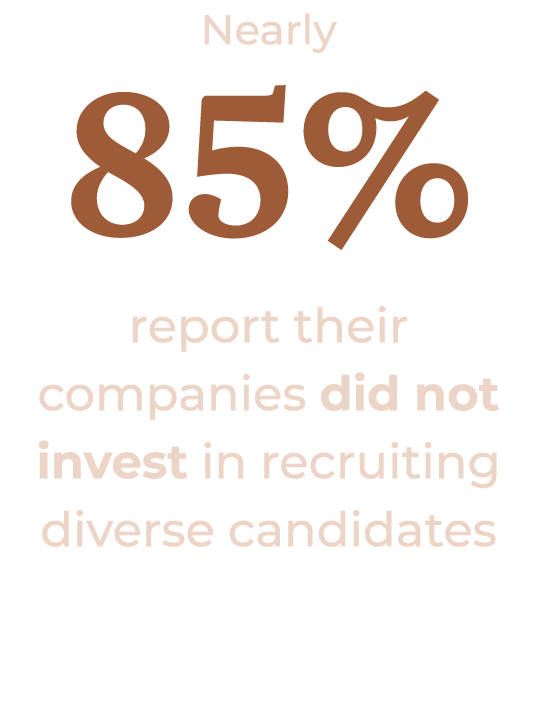 Nearly
85%
report their
companies did not
invest in recruiting
diverse candidates